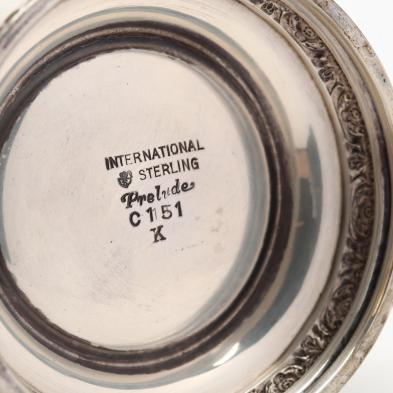 INTERNATIONAL
STERLING
Prelude
C 151
K